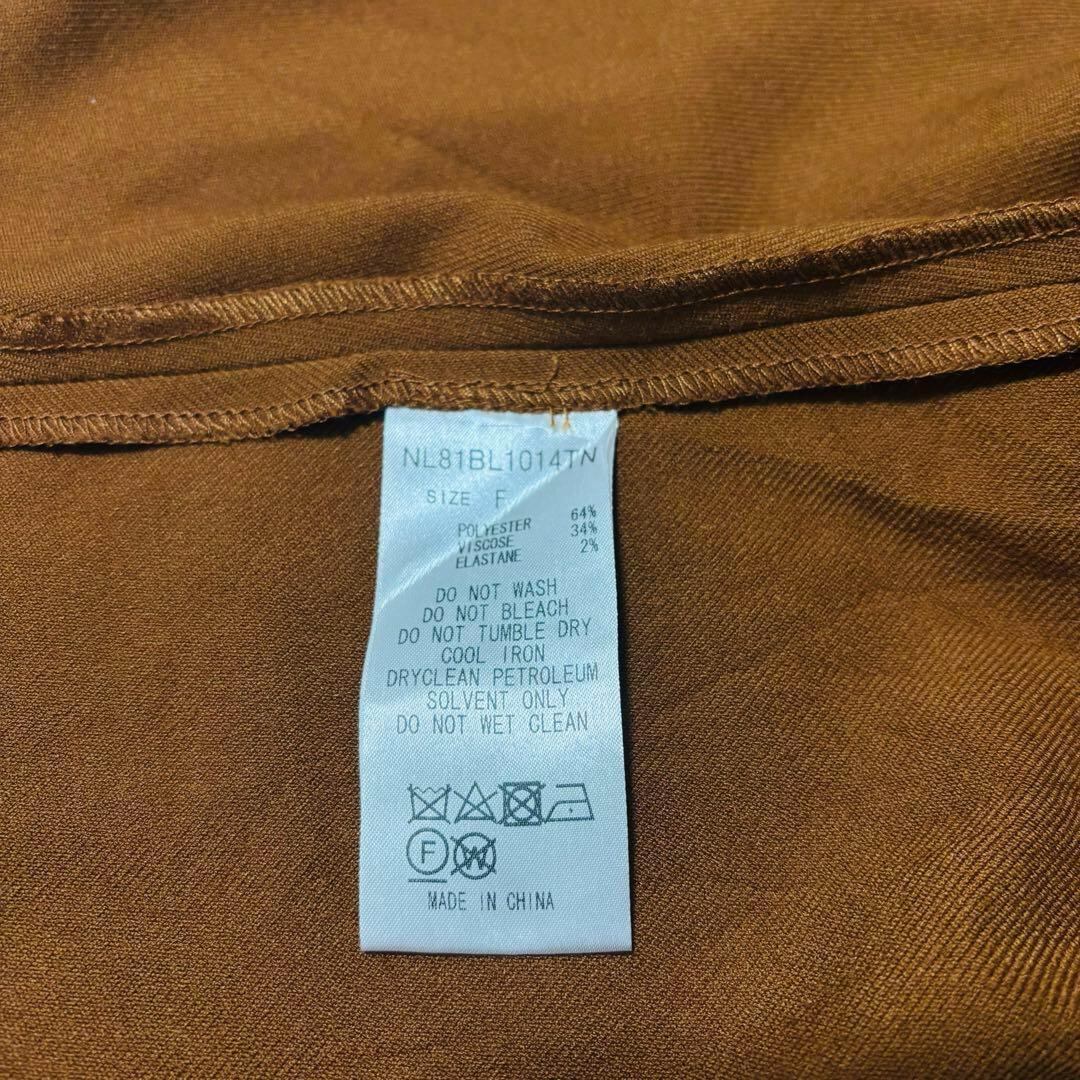 NL81BL1014TN
SIZE F
POLYESTER 64%
VISCOSE 34%
ELASTANE 2%
DO NOT WASH
DO NOT BLEACH
DO NOT TUMBLE DRY
COOL IRON
DRYCLEAN PETROLEUM
SOLVENT ONLY
DO NOT WET CLEAN
F W
MADE IN CHINA